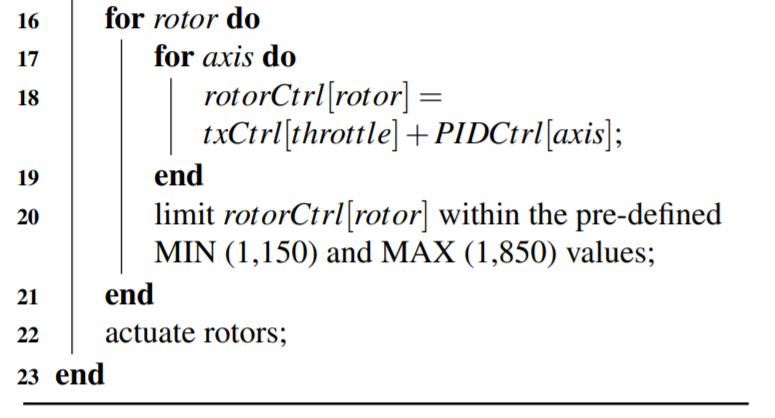 16 for rotor do
17 for axis do
18 rotorCtrl[rotor] =
txCtrl[throttle] + PIDCtrl[axis];
19 end
20 limit rotorCtrl[rotor] within the pre-defined
MIN (1,150) and MAX (1,850) values;
21 end
22 actuate rotors;
23 end